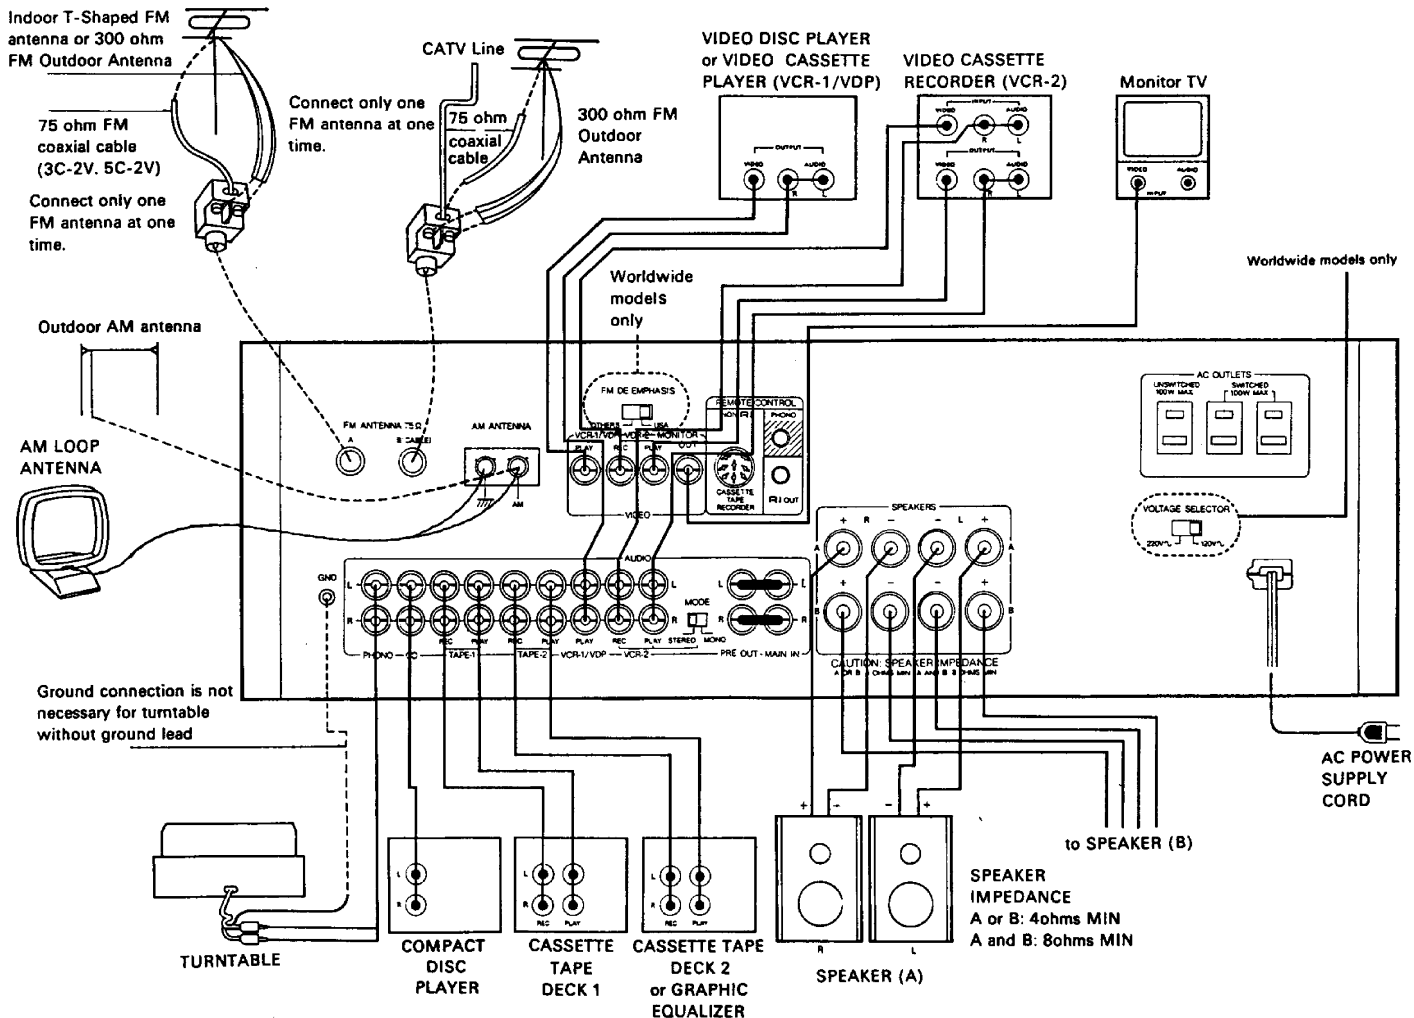 Indoor T-Shaped FM
antenna or 300 ohm
FM Outdoor Antenna
75 ohm FM
coaxial cable
(3C-2V. 5C-2V)
Connect only one
FM antenna at one
time.
CATV Line
Connect only one
FM antenna at one
time.
75 ohm
coaxial
cable
300 ohm FM
Outdoor
Antenna
VIDEO DISC PLAYER
or VIDEO CASSETTE
PLAYER (VCR-1/VDP)
OUTPUT
VIDEO
AUDIO
R
L
VIDEO CASSETTE
RECORDER (VCR-2)
INPUT
VIDEO
AUDIO
R
L
OUTPUT
VIDEO
AUDIO
R
L
Monitor TV
VIDEO
AUDIO
INPUT
Worldwide
models
only
Worldwide models only
Outdoor AM antenna
AM LOOP
ANTENNA
FM ANTENNA 75 Ω
A
B (CABLE)
AM ANTENNA
AM
FM DE EMPHASIS
OTHERS
USA
VCR-1/VDP
VCR-2
MONITOR
PLAY
REC
PLAY
OUT
VIDEO
REMOTE CONTROL
PHONO
CASSETTE
TAPE
RECORDER
RI OUT
AC OUTLETS
UNSWITCHED
100W MAX
SWITCHED
100W MAX
VOLTAGE SELECTOR
220V
120V
SPEAKERS
+ R - - L +
A
A
+ - - +
B
B
CAUTION: SPEAKER IMPEDANCE
A OR B 4 OHMS MIN A AND B 8 OHMS MIN
GND
AUDIO
L
L
R
R
REC
PLAY
REC
PLAY
PLAY
REC
PLAY
PHONO
CD
TAPE-1
TAPE-2
VCR-1/VDP
VCR-2
MODE
STEREO
MONO
L
L
R
R
PRE OUT - MAIN IN
Ground connection is not
necessary for turntable
without ground lead
AC POWER
SUPPLY
CORD
TURNTABLE
L
R
COMPACT
DISC
PLAYER
L
R
REC
PLAY
CASSETTE
TAPE
DECK 1
L
R
REC
PLAY
CASSETTE TAPE
DECK 2
or GRAPHIC
EQUALIZER
+ -
- +
R
L
SPEAKER (A)
to SPEAKER (B)
SPEAKER
IMPEDANCE
A or B: 4ohms MIN
A and B: 8ohms MIN